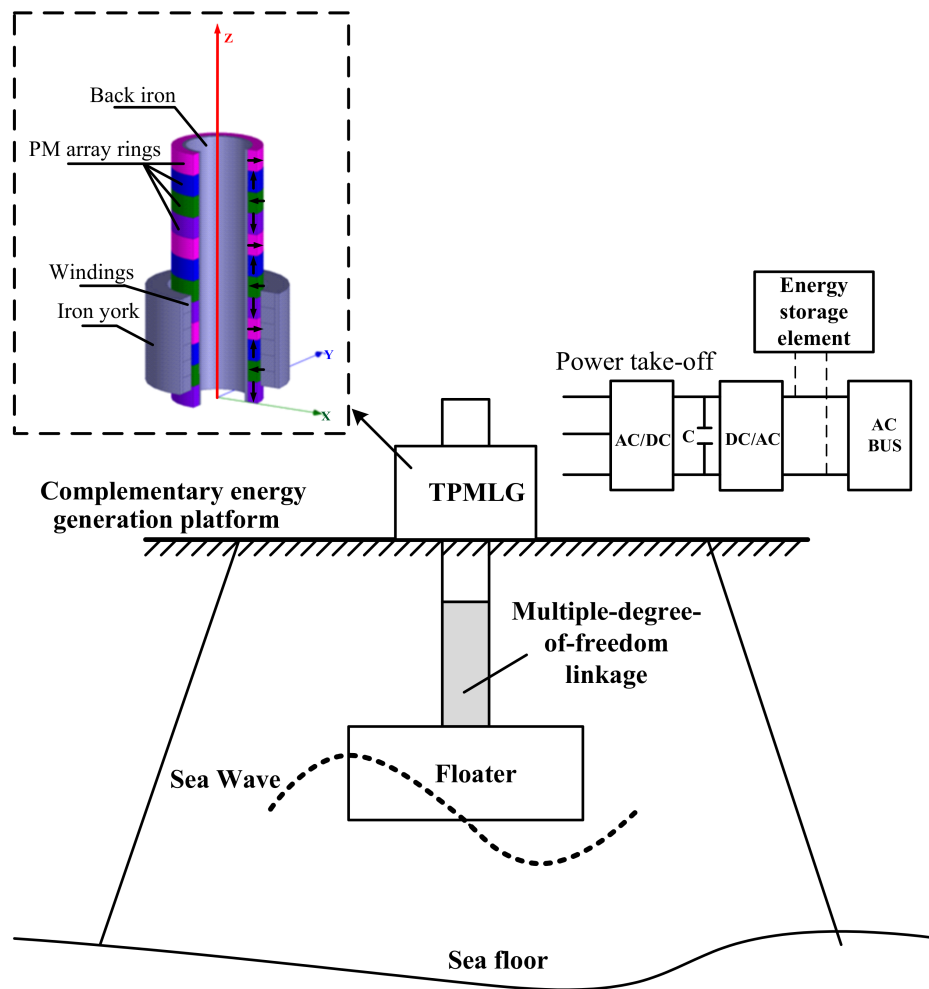 Z
Back iron
PM array rings
Windings
Iron york
Y
X
Energy
storage
element
Power take-off
AC/DC
C
DC/AC
AC
BUS
TPMLG
Complementary energy
generation platform
Multiple-degree-
of-freedom
linkage
Sea Wave
Floater
Sea floor